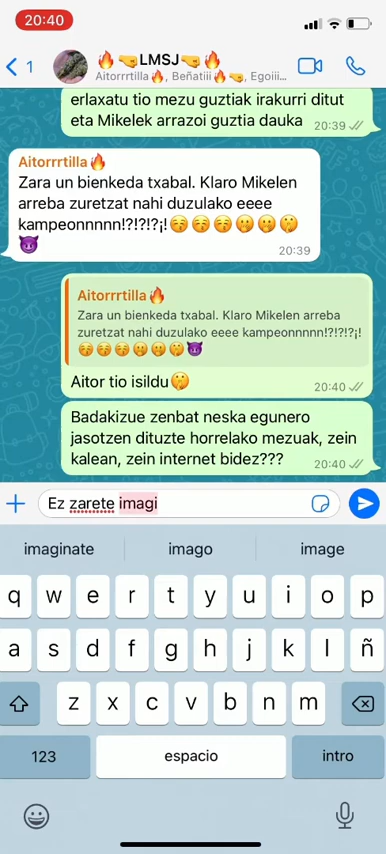 20:40
1
🔥🤜LMSJ🤜🔥
Aitorrrtilla🔥, Beñatiii🔥🤜, Egoiii...
erlaxatu tio mezu guztiak irakurri ditut
eta Mikelek arrazoi guztia dauka
20:39
Aitorrrtilla🔥
Zara un bienkeda txabal. Klaro Mikelen
arreba zuretzat nahi duzulako eeee
kampeonnnnn!?!?!?¡!😚😚😚🫢🫢🤫
😈
20:39
Aitorrrtilla🔥
Zara un bienkeda txabal. Klaro Mikelen arreba
zuretzat nahi duzulako eeee kampeonnnnn!?!?!?¡!
😚😚😚🫢🫢🤫😈
Aitor tio isildu🤫
20:40
Badakizue zenbat neska egunero
jasotzen dituzte horrelako mezuak, zein
kalean, zein internet bidez???
20:40
Ez zarete imagi
imaginate imago image
q w e r t y u i o p
a s d f g h j k l ñ
z x c v b n m
123 espacio intro